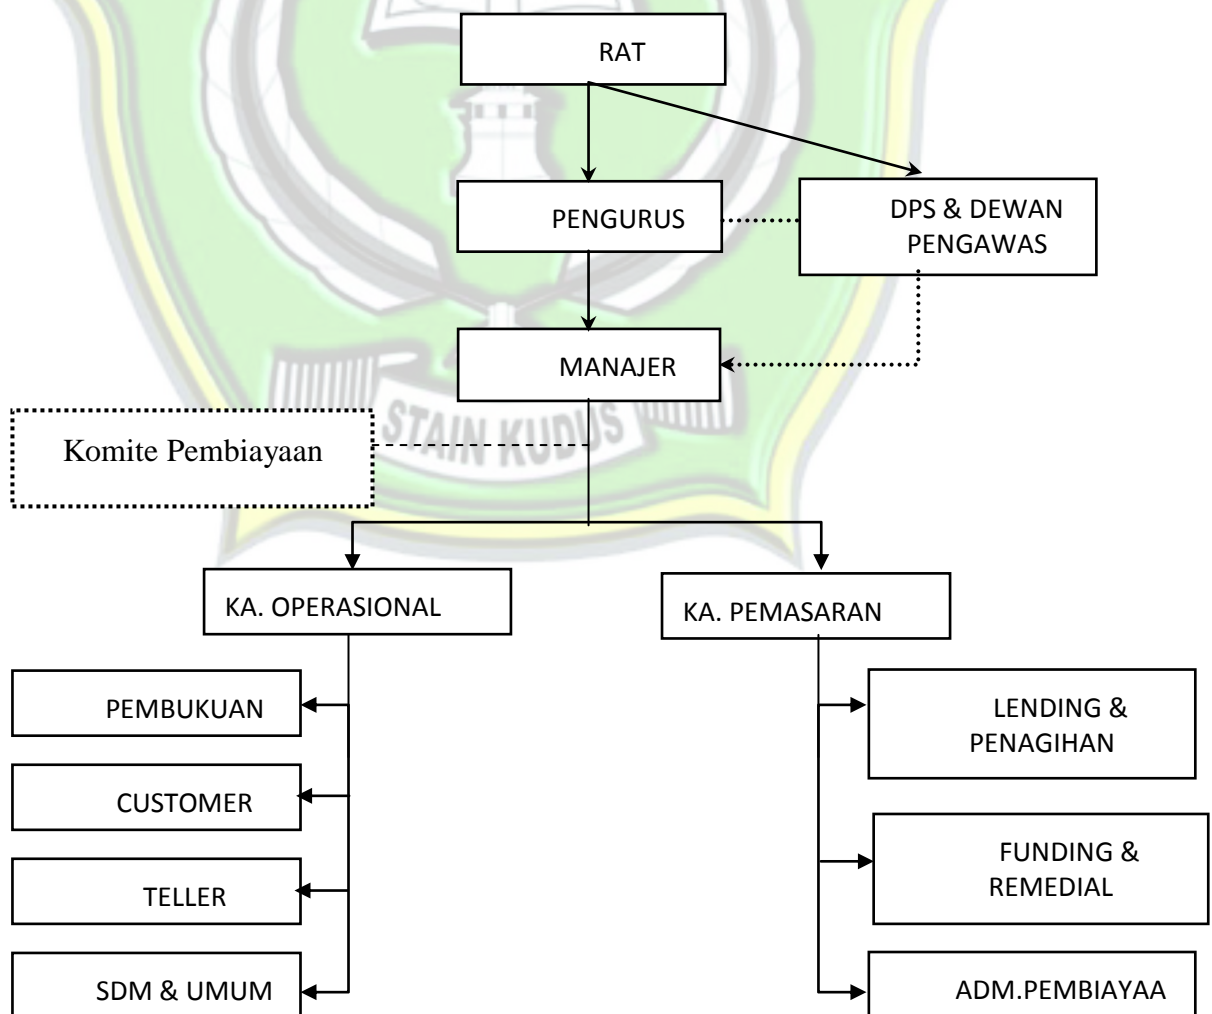 RAT
PENGURUS
DPS & DEWAN
PENGAWAS
MANAJER
STAIN KUDUS
Komite Pembiayaan
KA. OPERASIONAL
KA. PEMASARAN
PEMBUKUAN
CUSTOMER
TELLER
SDM & UMUM
LENDING &
PENAGIHAN
FUNDING &
REMEDIAL
ADM.PEMBIAYAA